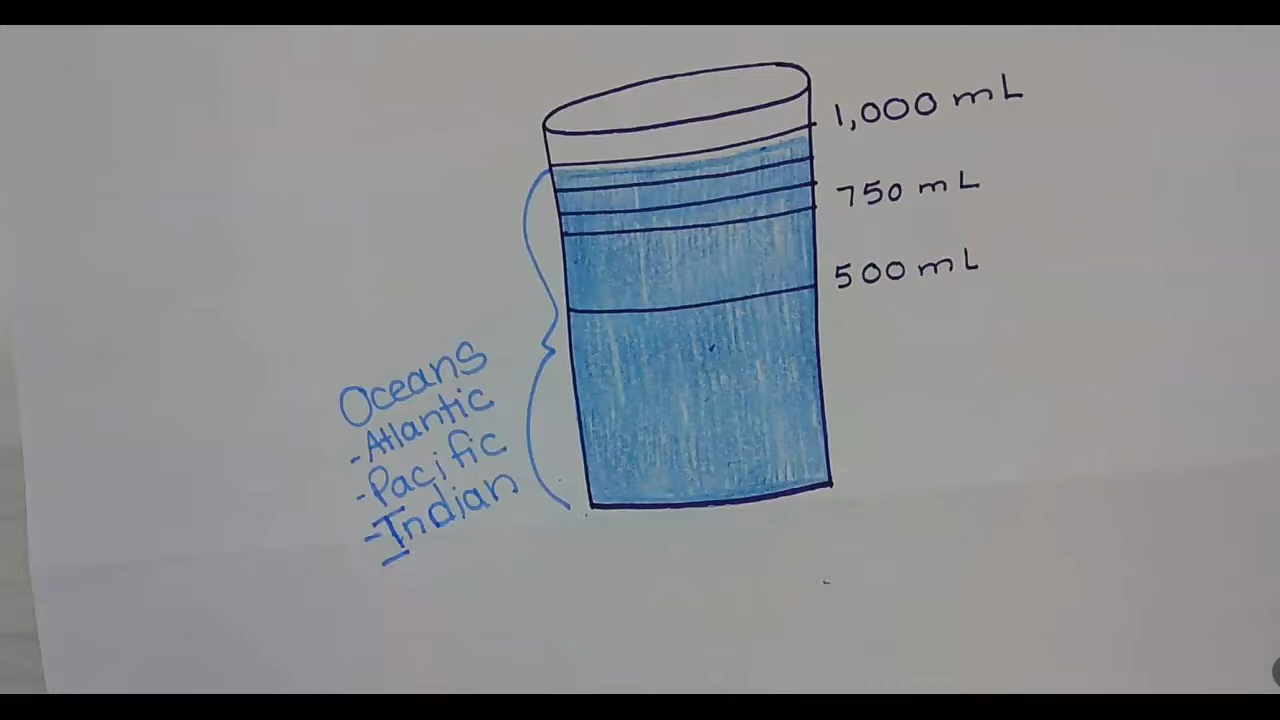 1,000 mL
750 mL
500 mL
Oceans
-Atlantic
-Pacific
-Indian